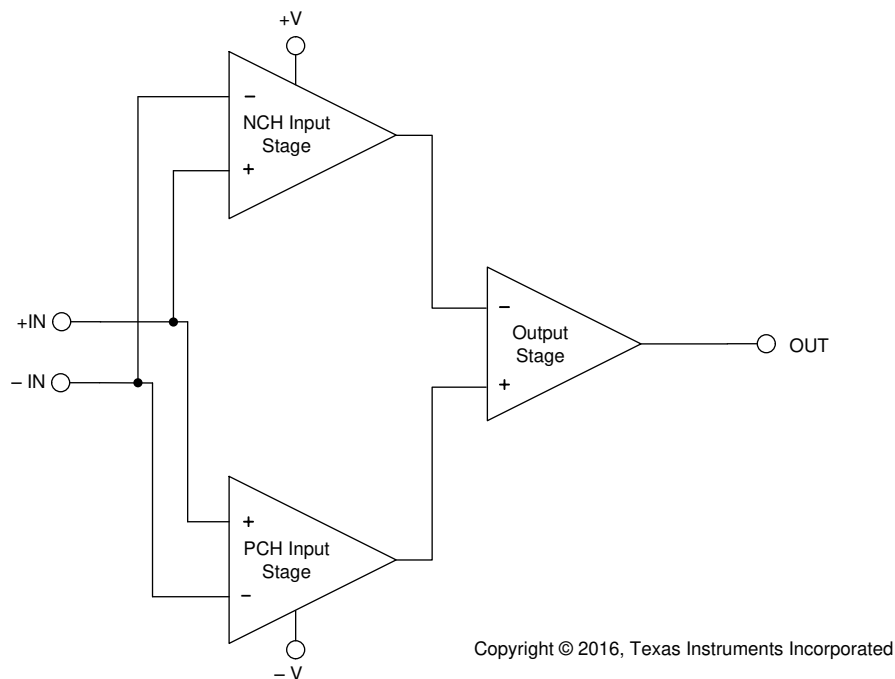 +V
−
NCH Input
Stage
+
+IN
− IN
−
Output
Stage
+
OUT
+
PCH Input
Stage
−
− V
Copyright © 2016, Texas Instruments Incorporated